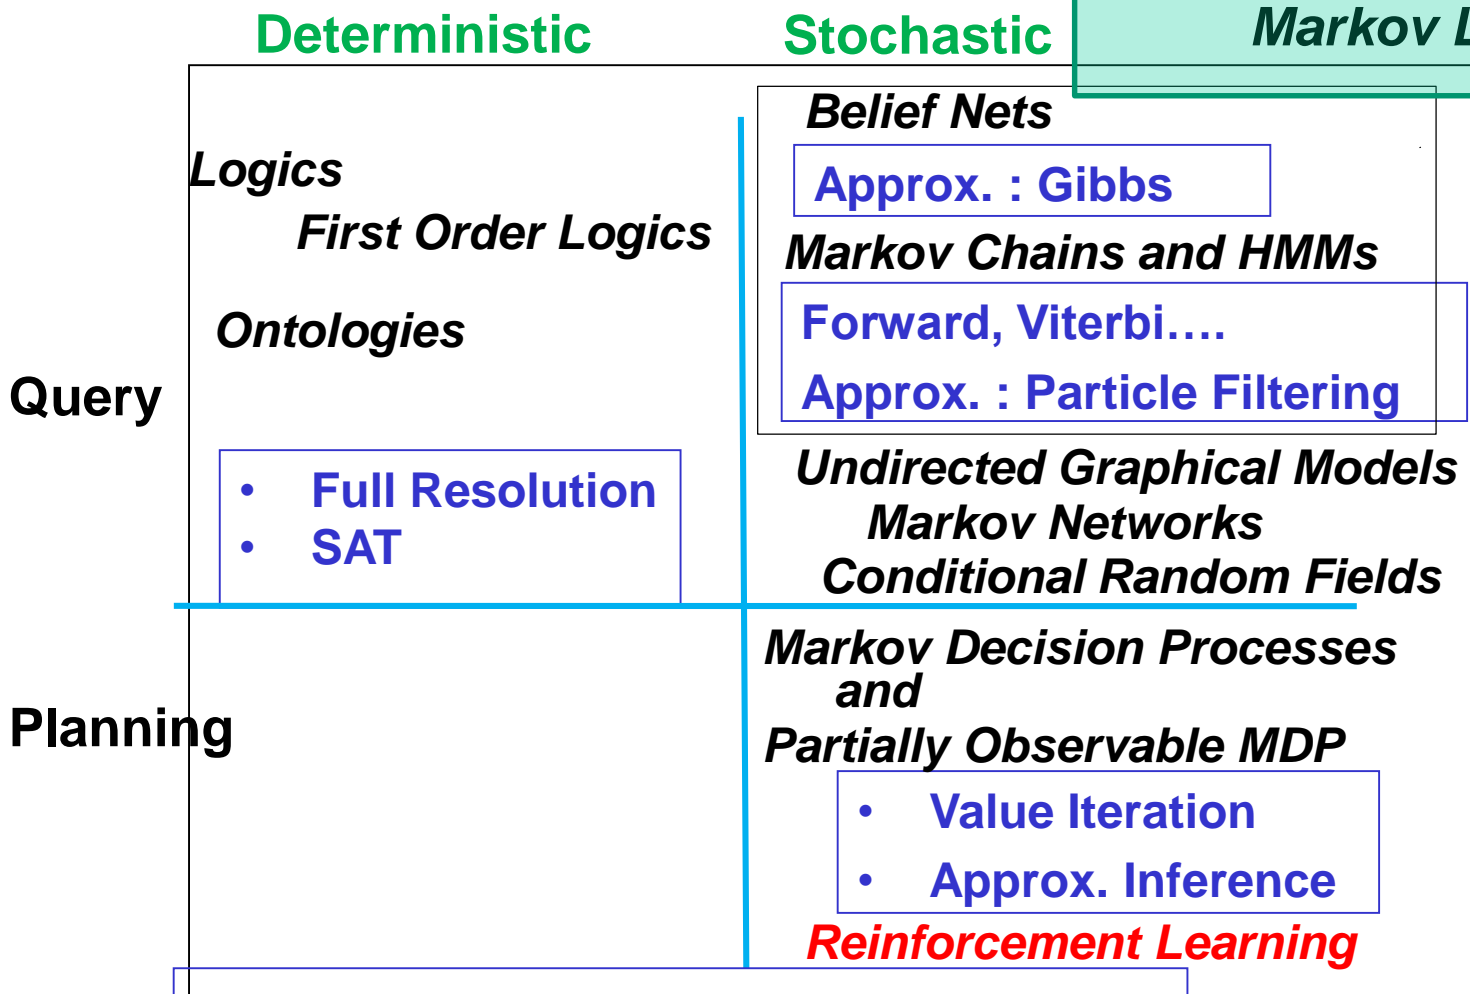 Deterministic
Stochastic
Markov L
Query
Logics
First Order Logics
Ontologies
• Full Resolution
• SAT
Belief Nets
Approx. : Gibbs
Markov Chains and HMMs
Forward, Viterbi….
Approx. : Particle Filtering
Undirected Graphical Models
Markov Networks
Conditional Random Fields
Planning
Markov Decision Processes
and
Partially Observable MDP
• Value Iteration
• Approx. Inference
Reinforcement Learning